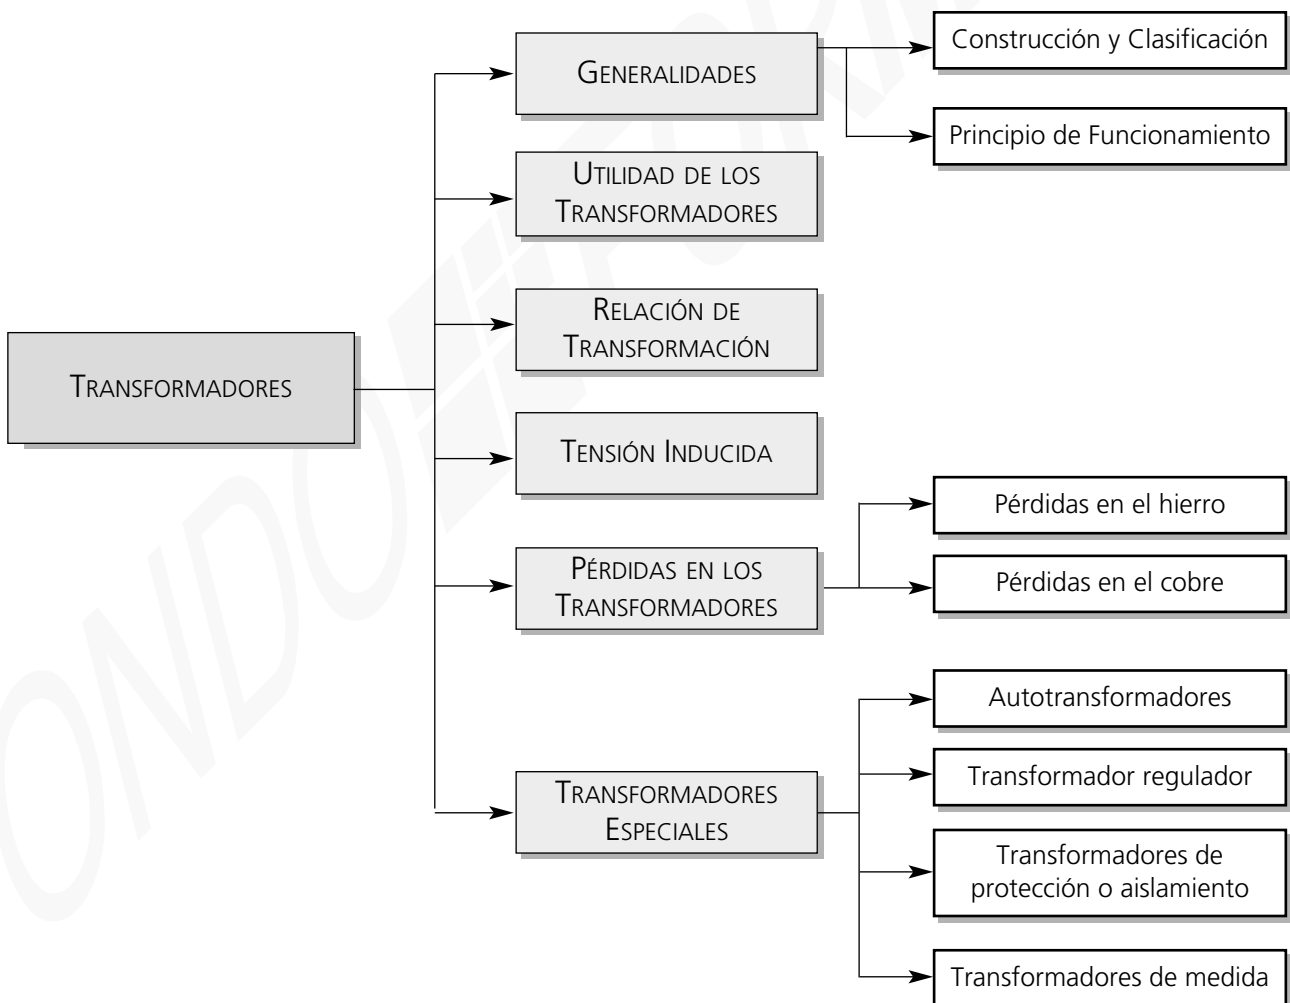 TRANSFORMADORES
GENERALIDADES
Construcción y Clasificación
Principio de Funcionamiento
UTILIDAD DE LOS
TRANSFORMADORES
RELACIÓN DE
TRANSFORMACIÓN
TENSIÓN INDUCIDA
PÉRDIDAS EN LOS
TRANSFORMADORES
Pérdidas en el hierro
Pérdidas en el cobre
TRANSFORMADORES
ESPECIALES
Autotransformadores
Transformador regulador
Transformadores de
protección o aislamiento
Transformadores de medida